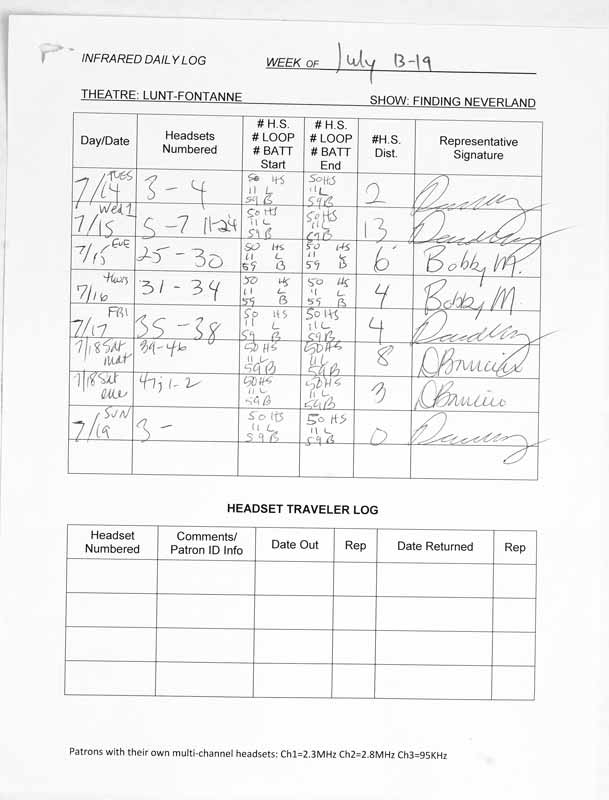 INFRARED DAILY LOG WEEK OF July 13-19
THEATRE: LUNT-FONTANNE SHOW: FINDING NEVERLAND
Day/Date Headsets Numbered # H.S. # LOOP # BATT Start # H.S. # LOOP # BATT End #H.S. Dist. Representative Signature
7/14 TUES 3-4 50 HS 11 L 59 B 50 HS 11 L 59 B 2
7/15 Wed 5-7 11-24 50 HS 11 L 59 B 50 HS 11 L 59 B 13
7/15 EVE 25-30 50 HS 11 L 59 B 50 HS 11 L 59 B 6 Bobby M.
7/16 thurs 31-34 50 HS 11 L 59 B 50 HS 11 L 59 B 4 Bobby M
7/17 FRI 35-38 50 HS 11 L 59 B 50 HS 11 L 59 B 4
7/18 Sat mat 39-46 50 HS 11 L 59 B 50 HS 11 L 59 B 8
7/18 Sat eve 47; 1-2 50 HS 11 L 59 B 50 HS 11 L 59 B 3
7/19 SUN 3- 50 HS 11 L 59 B 50 HS 11 L 59 B 0
HEADSET TRAVELER LOG
Headset Numbered Comments/ Patron ID Info Date Out Rep Date Returned Rep
Patrons with their own multi-channel headsets: Ch1=2.3MHz Ch2=2.8MHz Ch3=95KHz